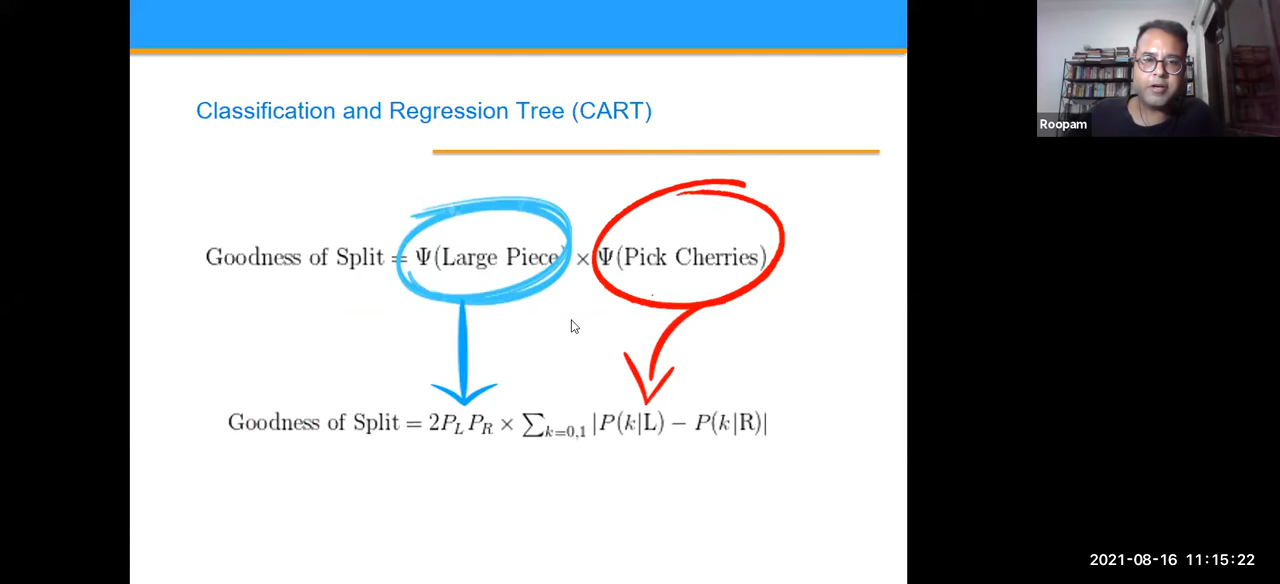 Classification and Regression Tree (CART)
Goodness of Split = Ψ(Large Piece) × Ψ(Pick Cherries)
Goodness of Split = 2P_L P_R × ∑_{k=0,1} |P(k|L) − P(k|R)|
Roopam
2021-08-16 11:15:22